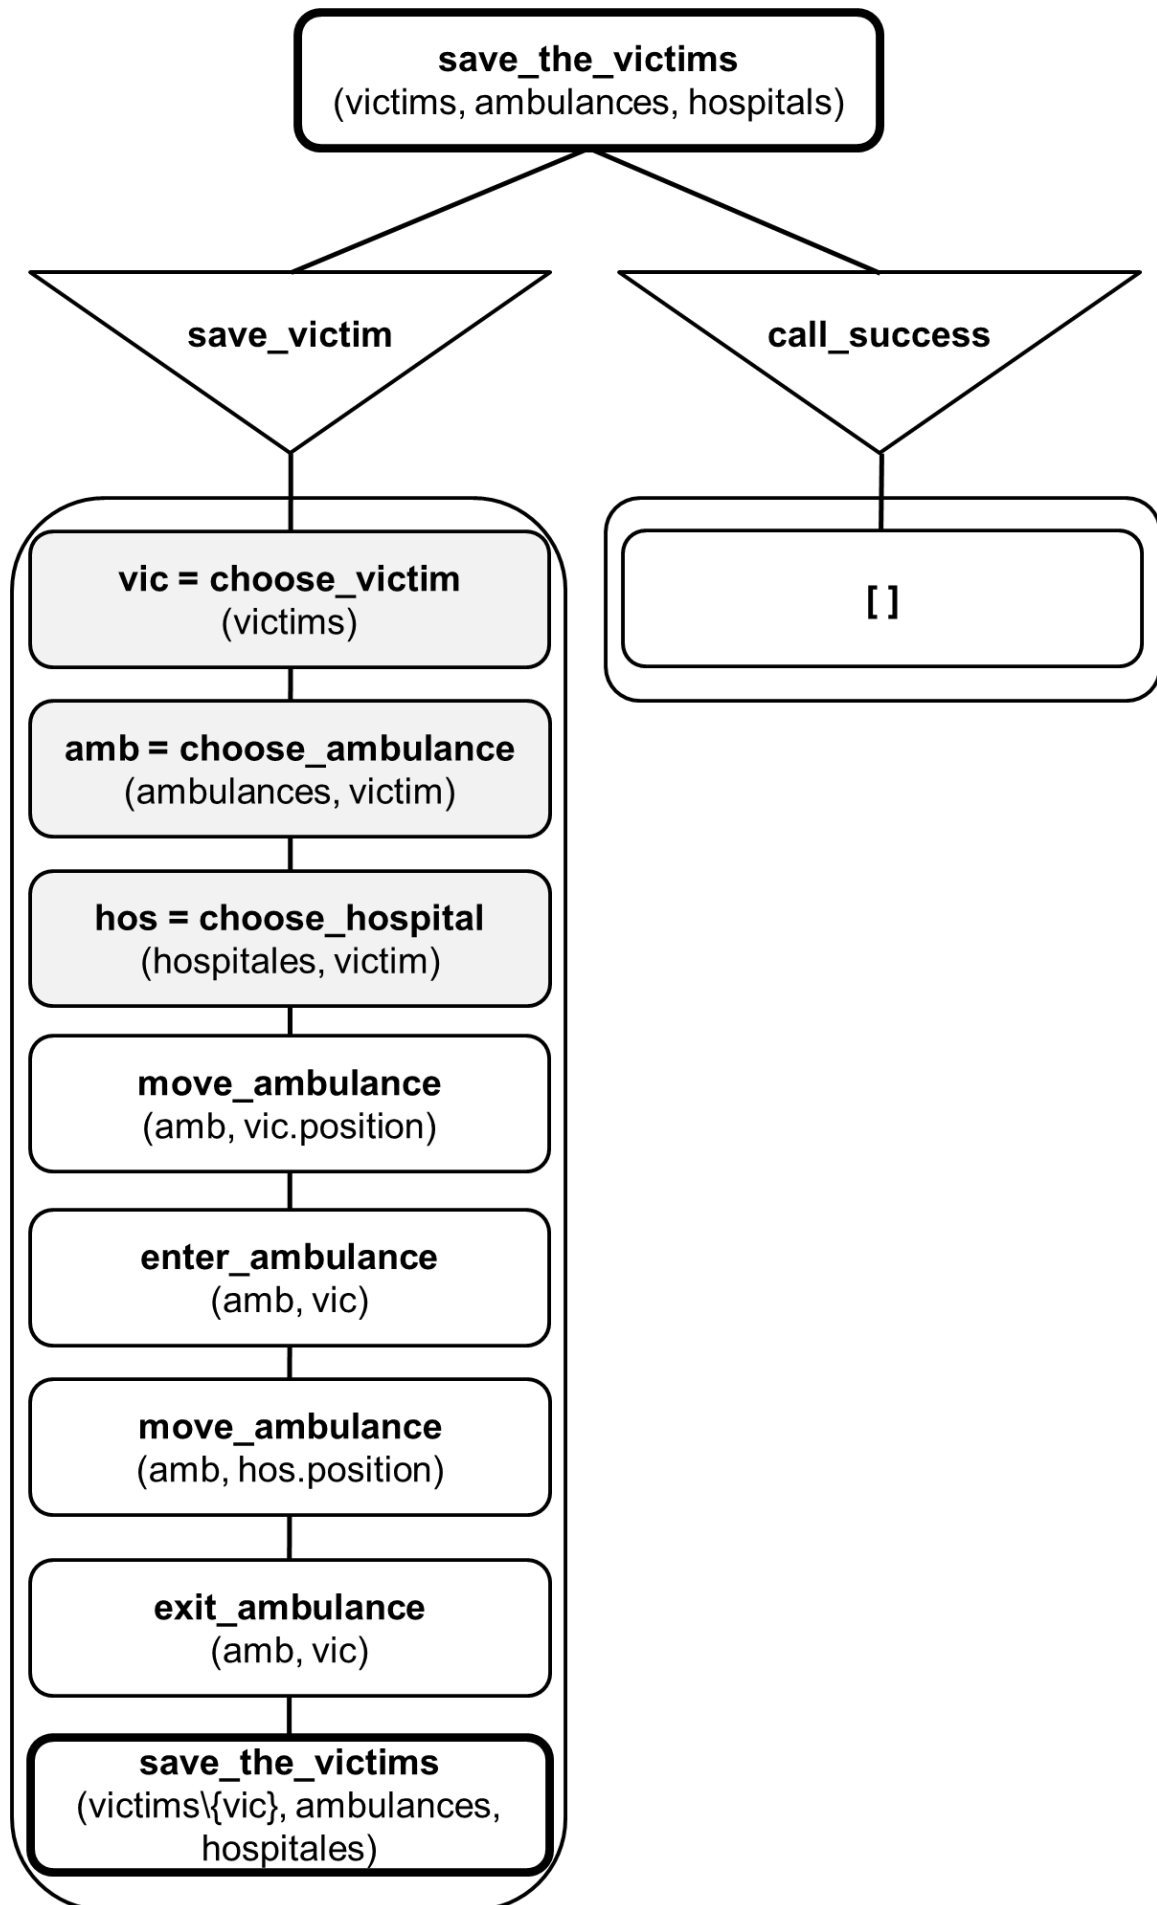 save_the_victims
(victims, ambulances, hospitals)
save_victim
call_success
vic = choose_victim
(victims)
[ ]
amb = choose_ambulance
(ambulances, victim)
hos = choose_hospital
(hospitales, victim)
move_ambulance
(amb, vic.position)
enter_ambulance
(amb, vic)
move_ambulance
(amb, hos.position)
exit_ambulance
(amb, vic)
save_the_victims
(victims\{vic}, ambulances,
hospitales)